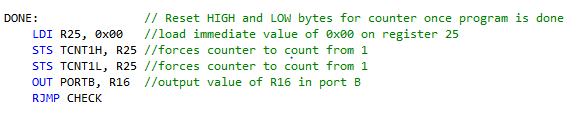 DONE: // Reset HIGH and LOW bytes for counter once program is done
LDI R25, 0x00 //load immediate value of 0x00 on register 25
STS TCNT1H, R25 //forces counter to count from 1
STS TCNT1L, R25 //forces counter to count from 1
OUT PORTB, R16 //output value of R16 in port B
RJMP CHECK